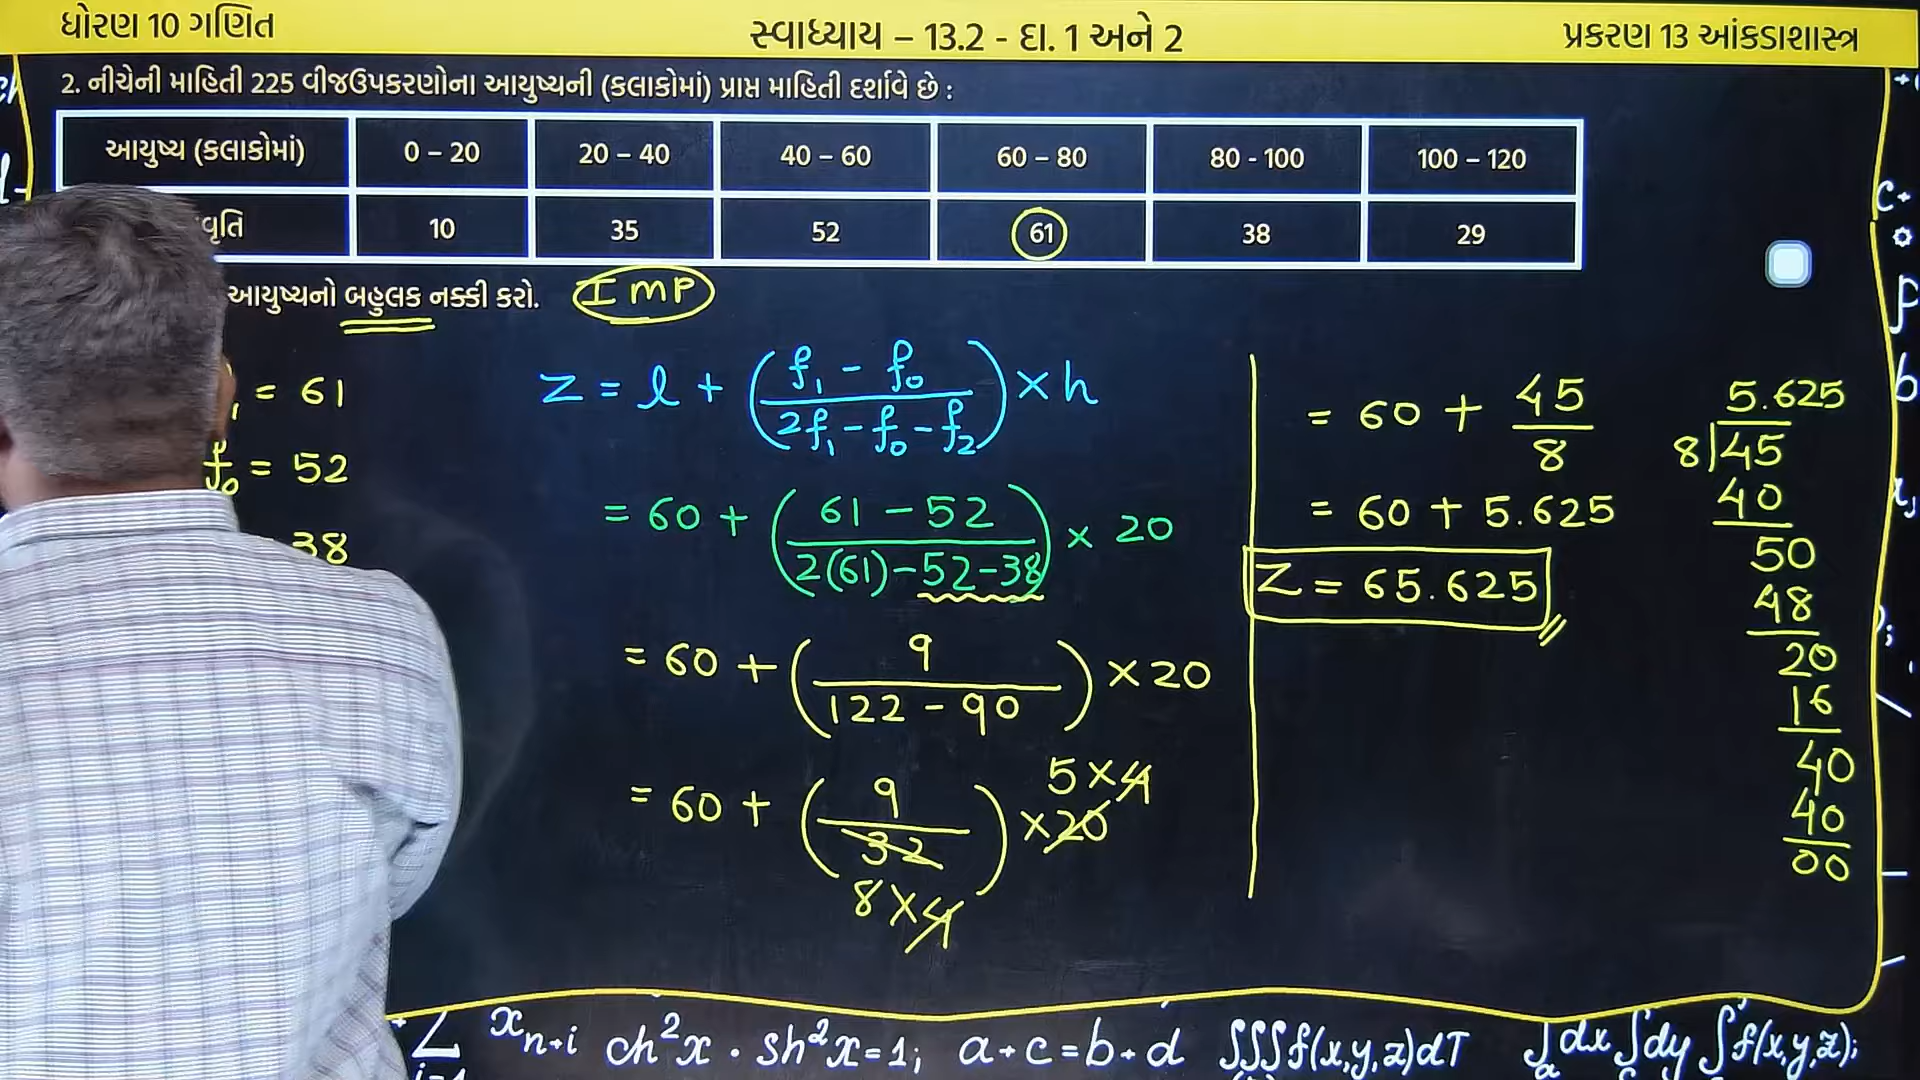 ધોરણ 10 ગણિત
સ્વાધ્યાય – 13.2 - દા. 1 અને 2
પ્રકરણ 13 આંકડાશાસ્ત્ર
2. નીચેની માહિતી 225 વીજઉપકરણોના આયુષ્યની (કલાકોમાં) પ્રાપ્ત માહિતી દર્શાવે છે :
આયુષ્ય (કલાકોમાં) 0 – 20 20 – 40 40 – 60 60 – 80 80 - 100 100 – 120
વૃતિ 10 35 52 61 38 29
આયુષ્યનો બહુલક નક્કી કરો. IMP
= 61
f₀ = 52
38
Z = l + (f₁ - f₀ / 2f₁ - f₀ - f₂) × h
= 60 + (61 - 52 / 2(61) - 52 - 38) × 20
= 60 + (9 / 122 - 90) × 20
= 60 + (9 / 32) × 20
5 × 4
8 × 4
= 60 + 45 / 8
= 60 + 5.625
Z = 65.625
5.625
8)45
40
50
48
20
16
40
40
00
x n+i ch²x · sh²x=1; a+c=b+d ∫∫∫f(x,y,z)dT ∫dx∫dy∫f(x,y,z);